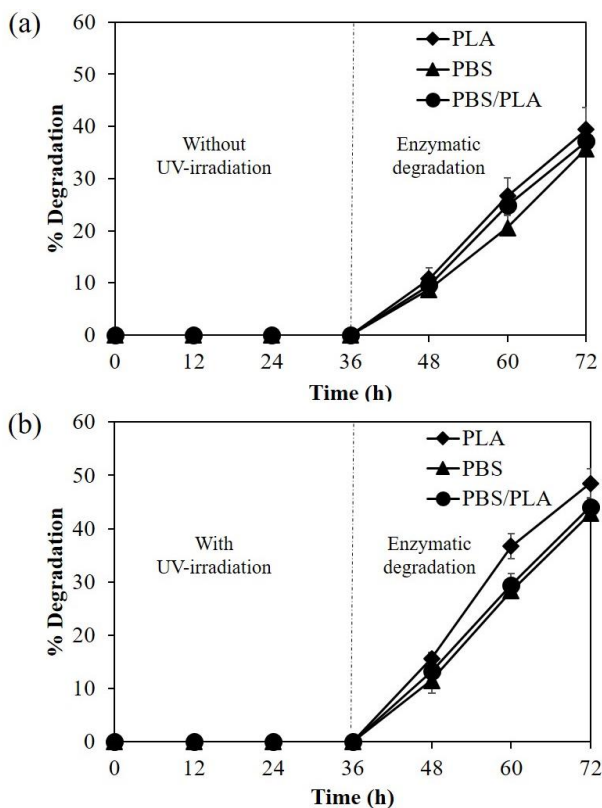 (a)
60
50
40
30
20
10
0
% Degradation
PLA
PBS
PBS/PLA
Without
UV-irradiation
Enzymatic
degradation
0 12 24 36 48 60 72
Time (h)
(b)
60
50
40
30
20
10
0
% Degradation
PLA
PBS
PBS/PLA
With
UV-irradiation
Enzymatic
degradation
0 12 24 36 48 60 72
Time (h)